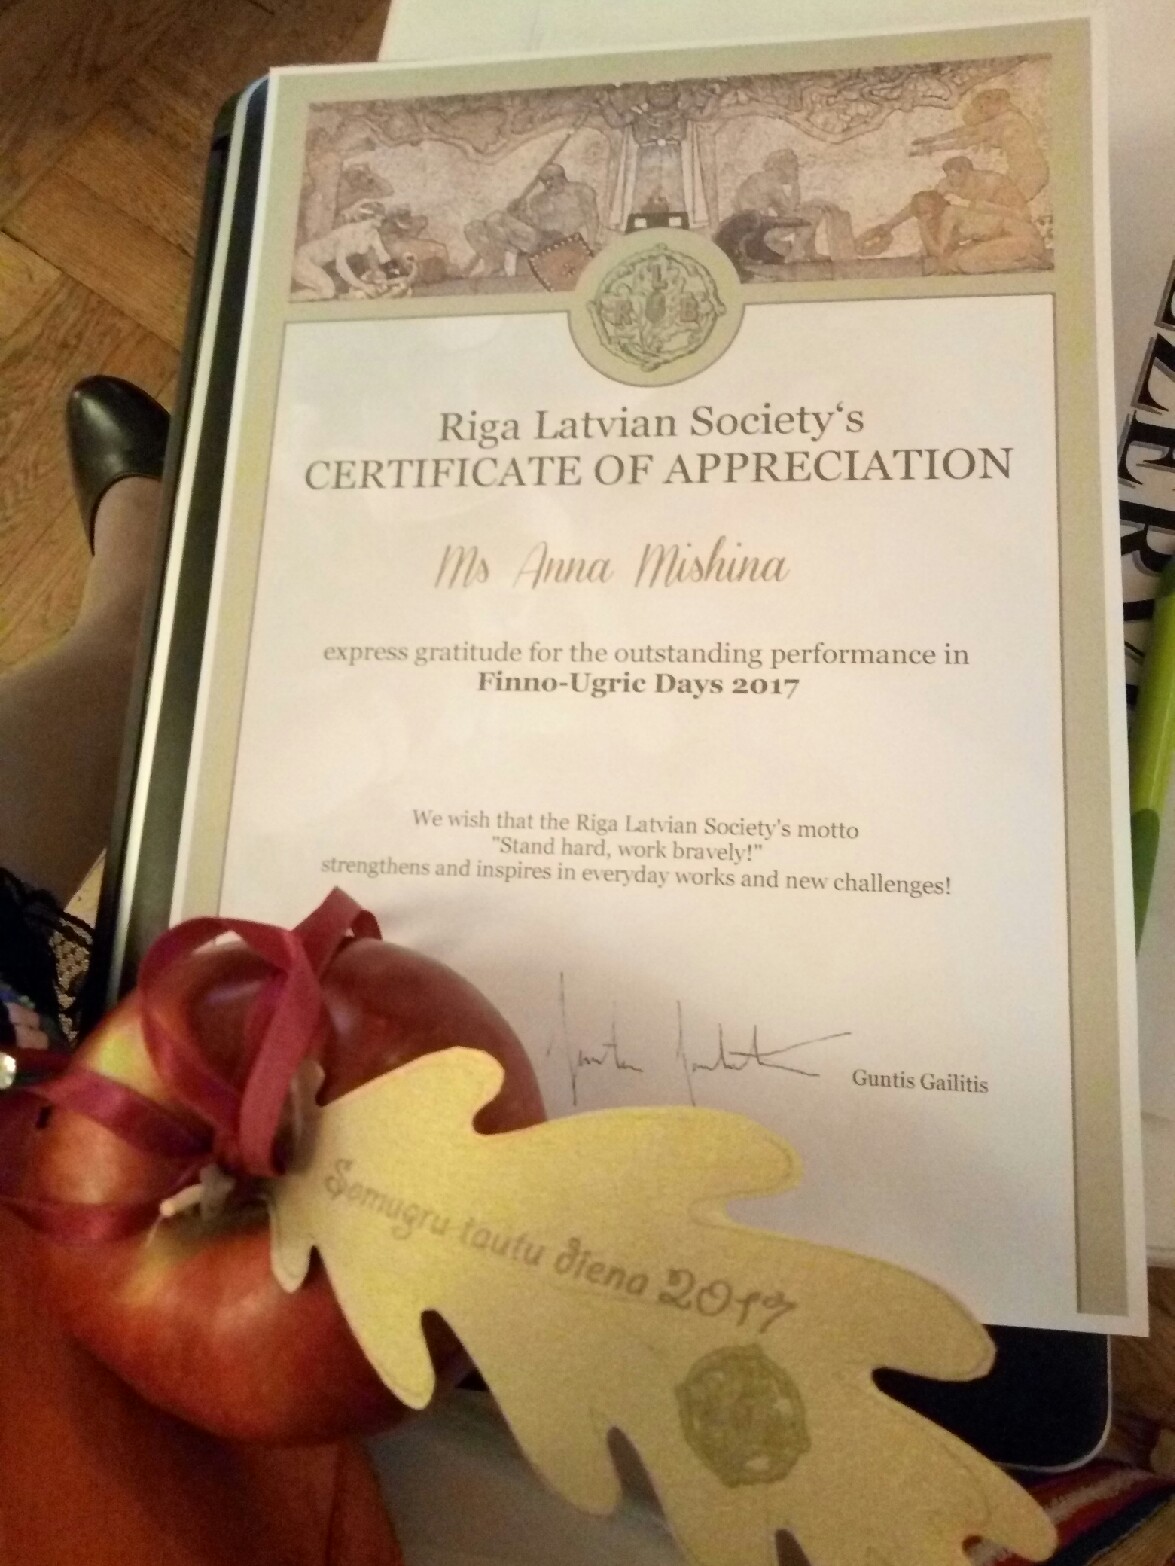 R L B
Riga Latvian Society‘s
CERTIFICATE OF APPRECIATION
Ms Anna Mishina
express gratitude for the outstanding performance in
Finno-Ugric Days 2017
We wish that the Riga Latvian Society's motto
"Stand hard, work bravely!"
strengthens and inspires in everyday works and new challenges!
Guntis Gailitis
Somugru tautu diena 2017